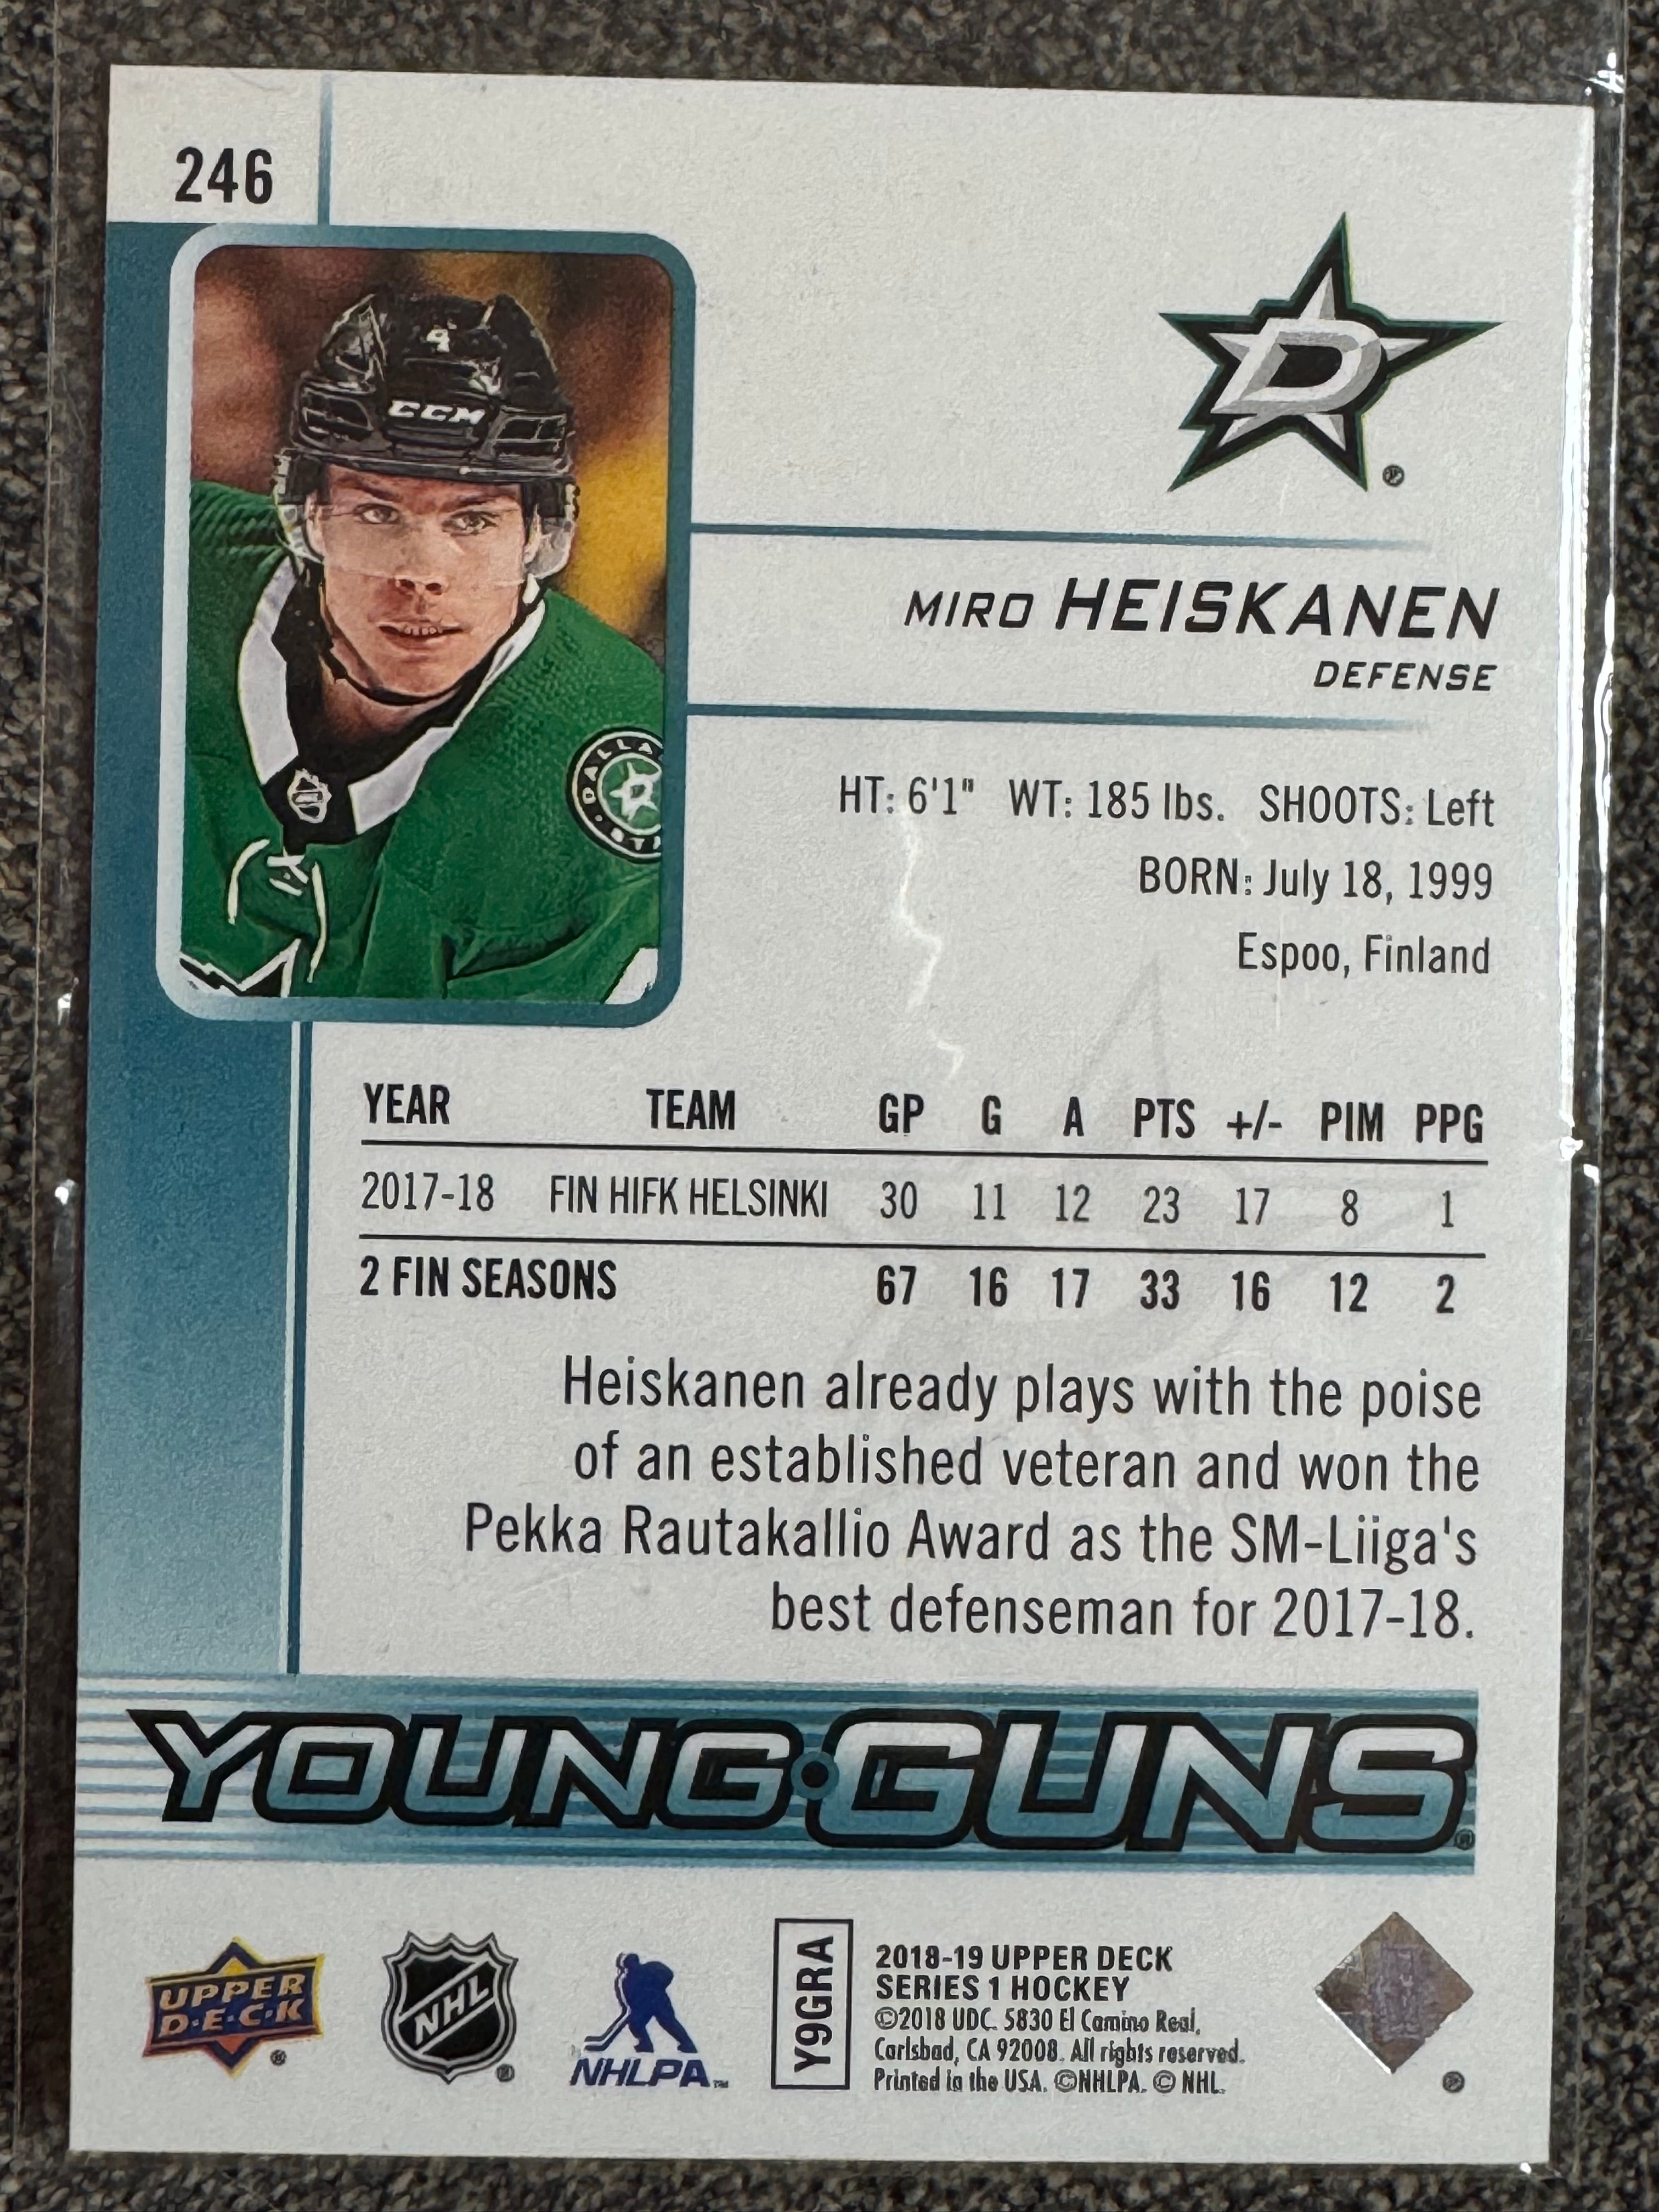 246
4
CCM
DALLA
STA
D
MIRO HEISKANEN
DEFENSE
HT: 6'1" WT: 185 lbs. SHOOTS: Left
BORN: July 18, 1999
Espoo, Finland
YEAR TEAM GP G A PTS +/- PIM PPG
2017-18 FIN HIFK HELSINKI 30 11 12 23 17 8 1
2 FIN SEASONS 67 16 17 33 16 12 2
Heiskanen already plays with the poise
of an established veteran and won the
Pekka Rautakallio Award as the SM-Liiga's
best defenseman for 2017-18.
YOUNG•GUNS®
UPPER
D·E·C·K
®
NHL
®
NHLPA™
Y9GRA
2018-19 UPPER DECK
SERIES 1 HOCKEY
©2018 UDC. 5830 El Camino Real,
Carlsbad, CA 92008. All rights reserved.
Printed in the USA. ©NHLPA. © NHL.